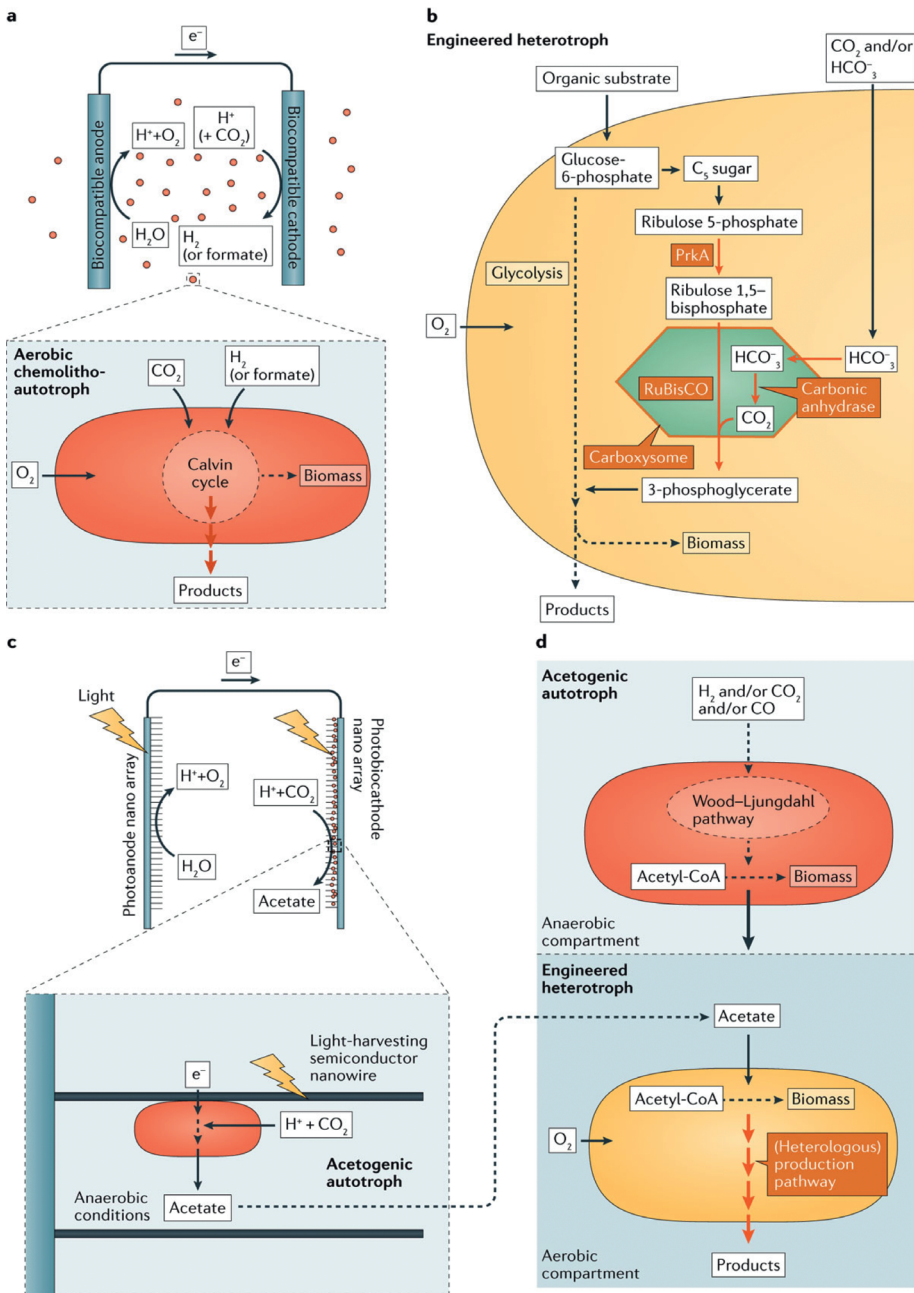 a
e⁻
Biocompatible anode
Biocompatible cathode
H⁺+O₂
H⁺
(+ CO₂)
H₂O
H₂
(or formate)
Aerobic
chemolitho-
autotroph
CO₂
H₂
(or formate)
O₂
Calvin
cycle
Biomass
Products
b
Engineered heterotroph
CO₂ and/or
HCO⁻₃
Organic substrate
Glucose-
6-phosphate
C₅ sugar
Ribulose 5-phosphate
PrkA
Glycolysis
Ribulose 1,5–
bisphosphate
O₂
HCO⁻₃
HCO⁻₃
RuBisCO
Carbonic
anhydrase
CO₂
Carboxysome
3-phosphoglycerate
Biomass
Products
c
e⁻
Light
Photoanode nano array
Photobiocathode
nano array
H⁺+O₂
H⁺+CO₂
H₂O
Acetate
Light-harvesting
semiconductor
nanowire
e⁻
H⁺ + CO₂
Acetogenic
autotroph
Anaerobic
conditions
Acetate
d
Acetogenic
autotroph
H₂ and/or CO₂
and/or CO
Wood–Ljungdahl
pathway
Acetyl-CoA
Biomass
Anaerobic
compartment
Engineered
heterotroph
Acetate
Acetyl-CoA
Biomass
O₂
(Heterologous)
production
pathway
Aerobic
compartment
Products